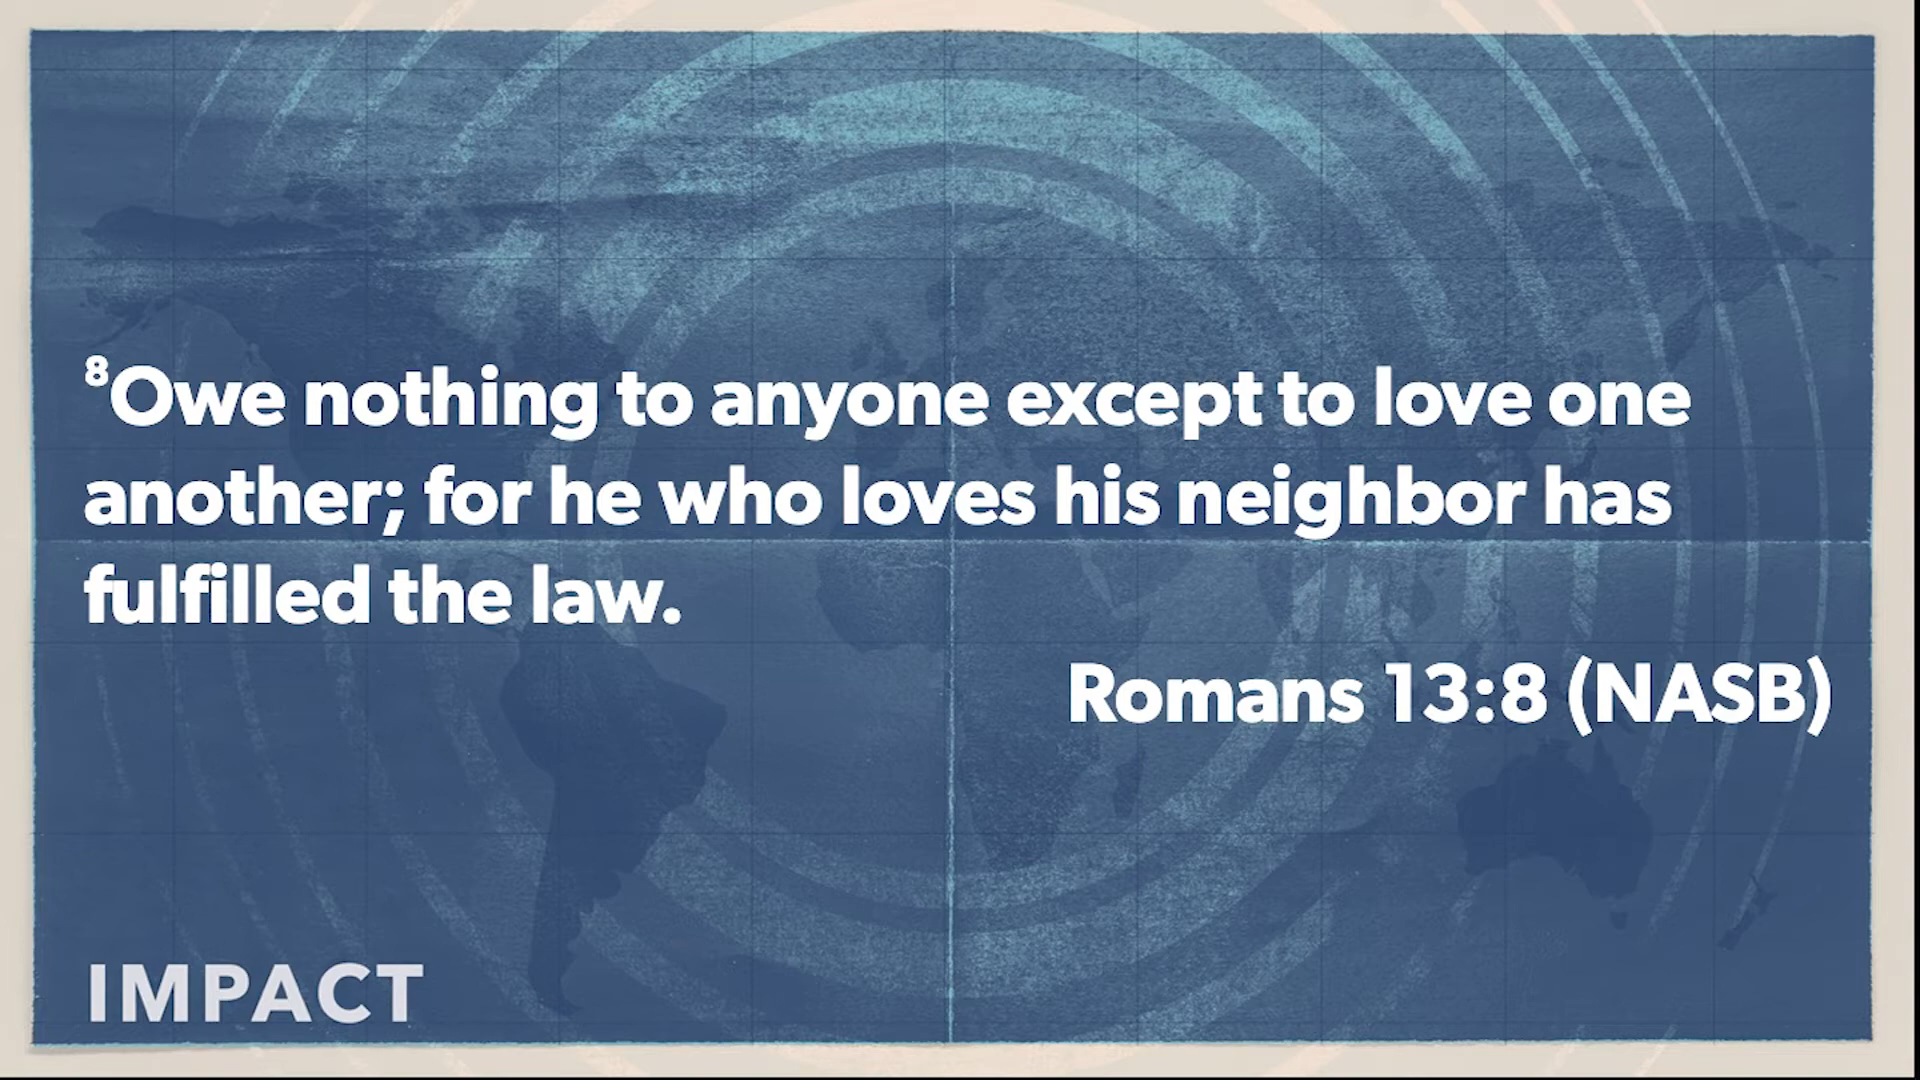 ⁸Owe nothing to anyone except to love one
another; for he who loves his neighbor has
fulfilled the law.
Romans 13:8 (NASB)
IMPACT